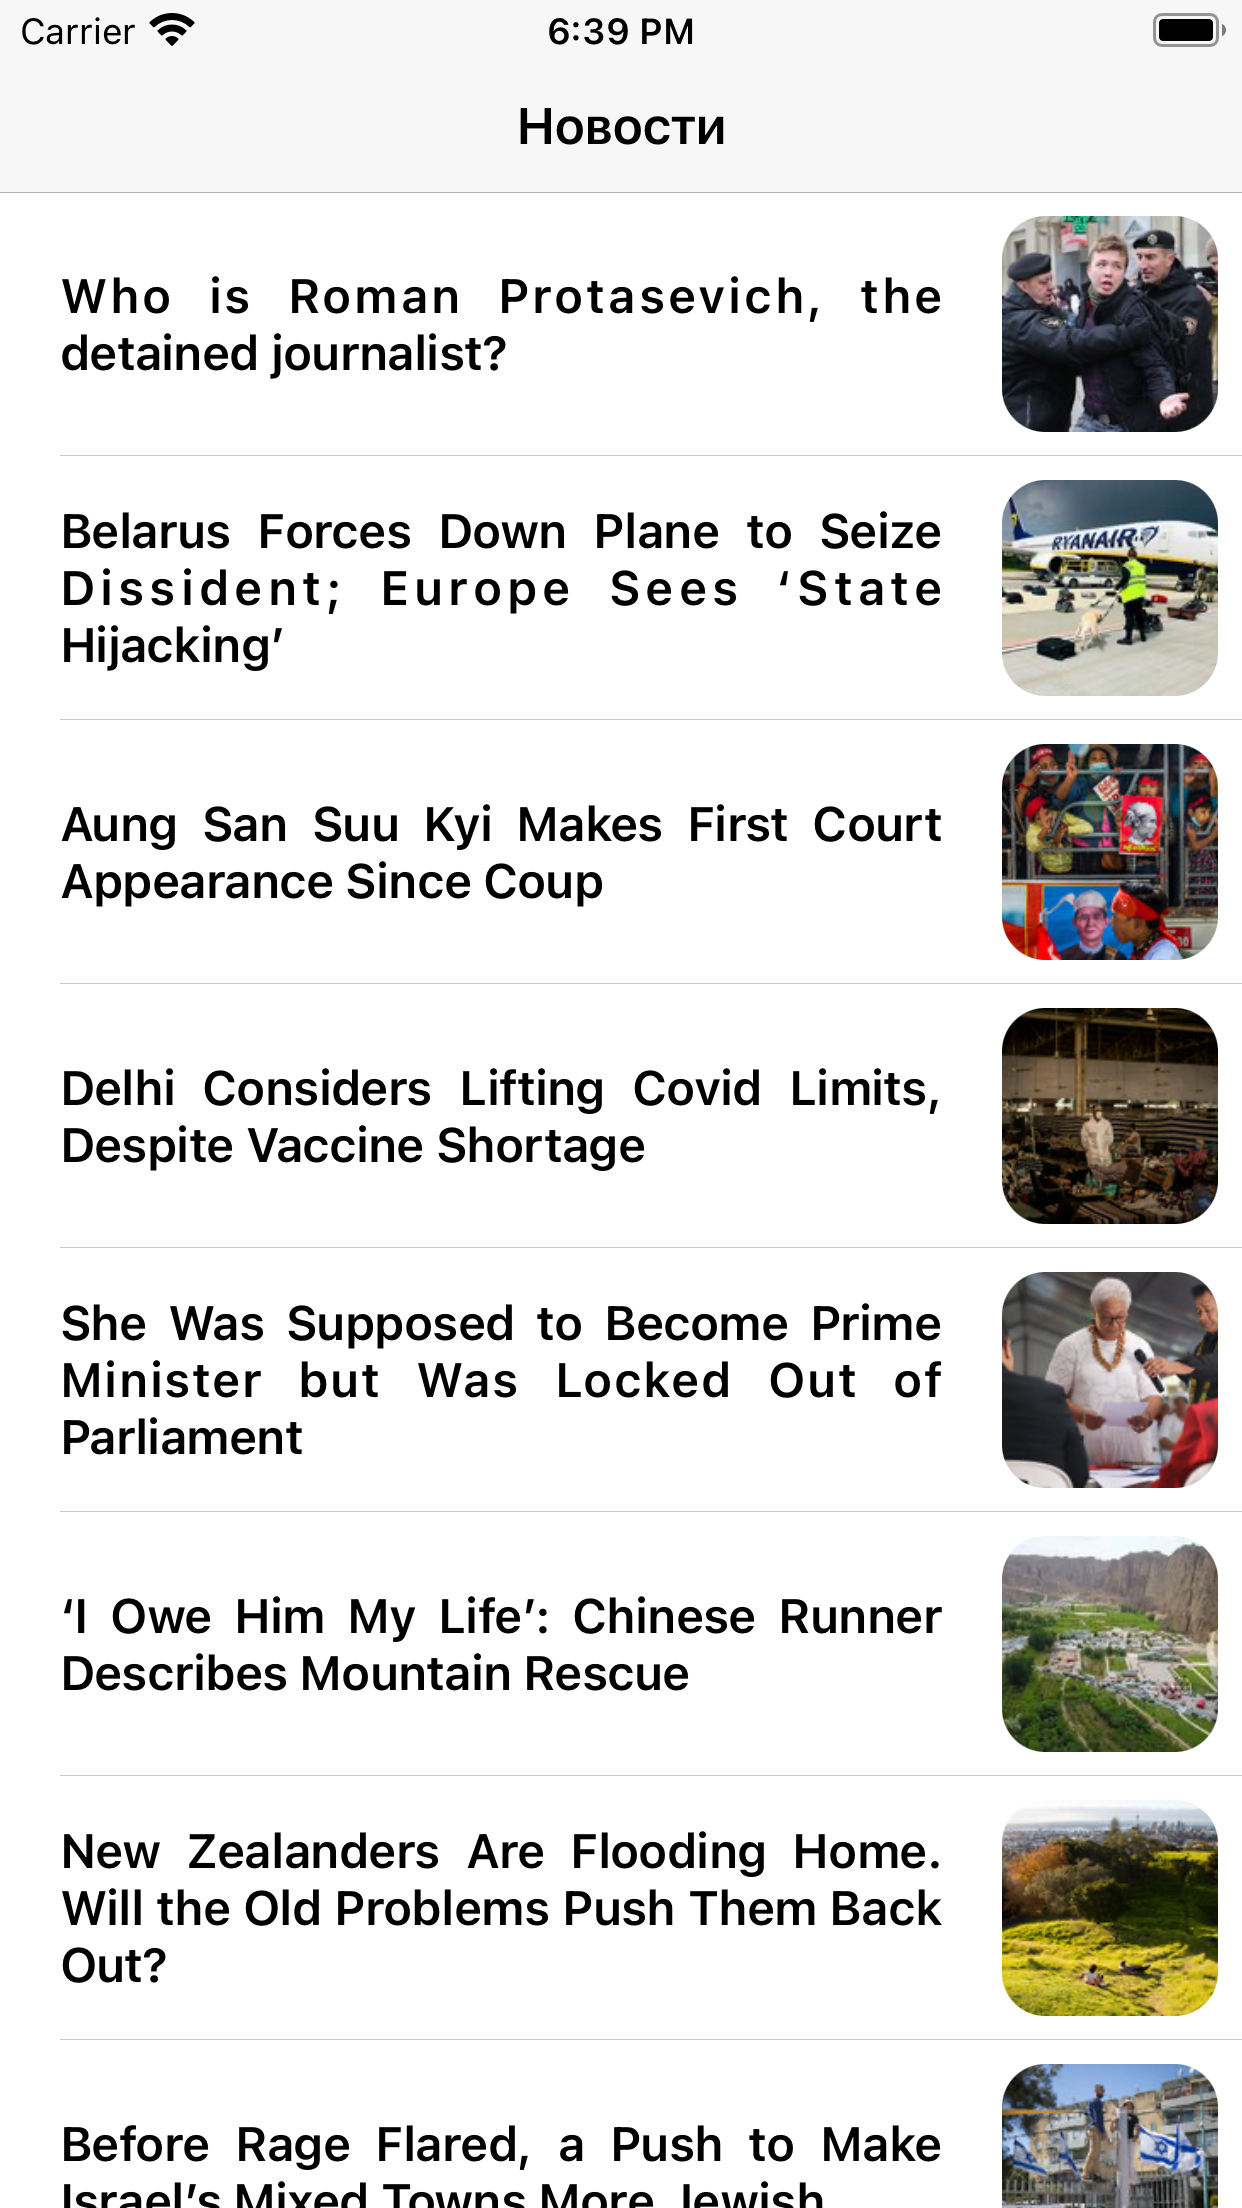 Carrier
6:39 PM
Новости
Who is Roman Protasevich, the
detained journalist?
Belarus Forces Down Plane to Seize
Dissident; Europe Sees ‘State
Hijacking’
RYANAIR
Aung San Suu Kyi Makes First Court
Appearance Since Coup
Delhi Considers Lifting Covid Limits,
Despite Vaccine Shortage
She Was Supposed to Become Prime
Minister but Was Locked Out of
Parliament
‘I Owe Him My Life’: Chinese Runner
Describes Mountain Rescue
New Zealanders Are Flooding Home.
Will the Old Problems Push Them Back
Out?
Before Rage Flared, a Push to Make
Israel’s Mixed Towns More Jewish